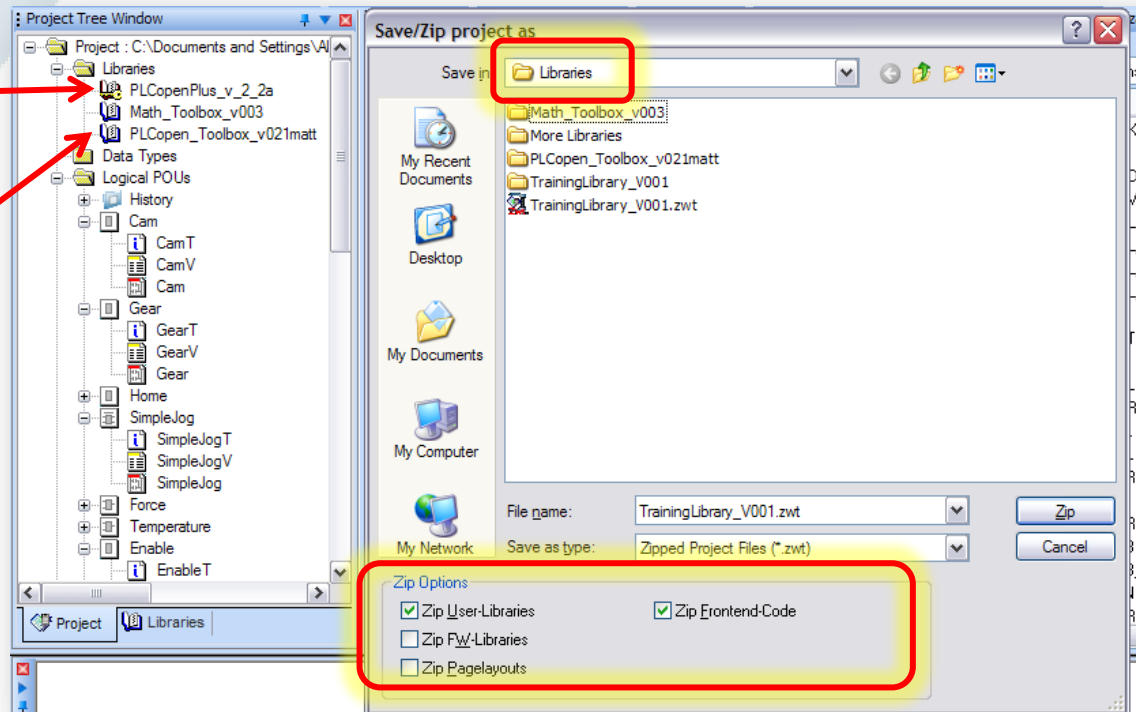 Project Tree Window
Project : C:\Documents and Settings\Al
Libraries
PLCopenPlus_v_2_2a
Math_Toolbox_v003
PLCopen_Toolbox_v021matt
Data Types
Logical POUs
History
Cam
CamT
CamV
Cam
Gear
GearT
GearV
Gear
Home
SimpleJog
SimpleJogT
SimpleJogV
SimpleJog
Force
Temperature
Enable
EnableT
Project
Libraries
Save/Zip project as
Save in
Libraries
My Recent
Documents
Desktop
My Documents
My Computer
My Network
Math_Toolbox_v003
More Libraries
PLCopen_Toolbox_v021matt
TrainingLibrary_V001
TrainingLibrary_V001.zwt
File name:
TrainingLibrary_V001.zwt
Zip
Save as type:
Zipped Project Files (*.zwt)
Cancel
Zip Options
Zip User-Libraries
Zip Frontend-Code
Zip FW-Libraries
Zip Pagelayouts